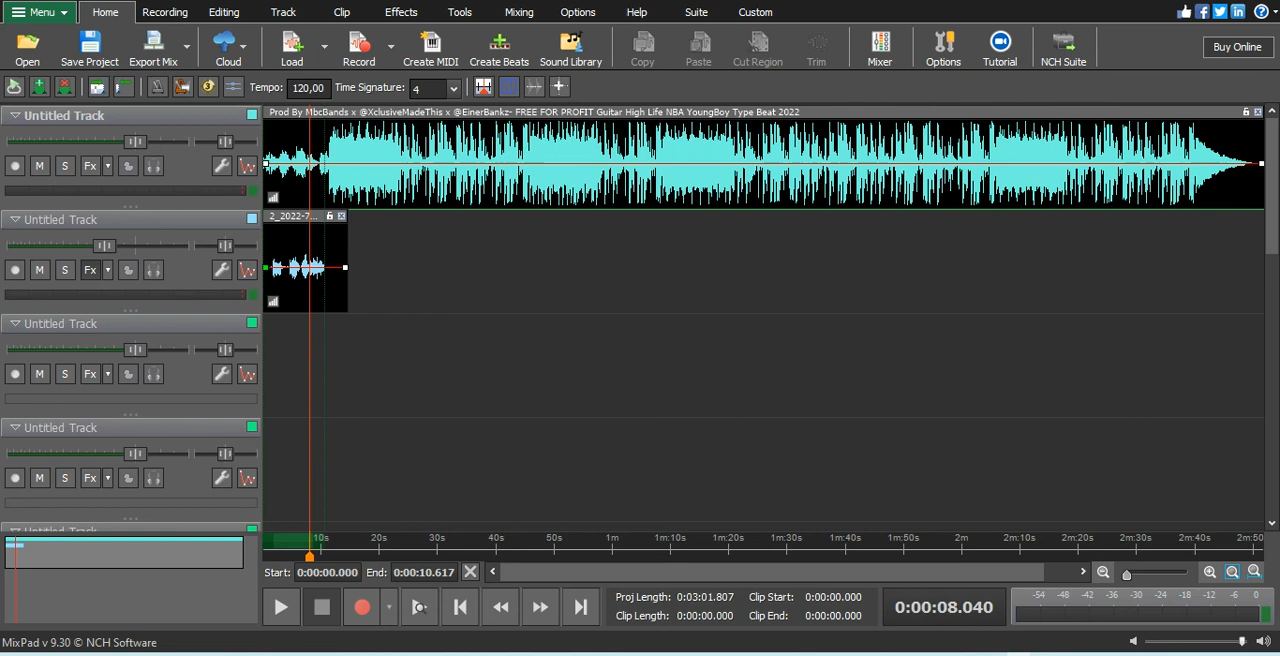 Menu Home Recording Editing Track Clip Effects Tools Mixing Options Help Suite Custom
Open Save Project Export Mix Cloud Load Record Create MIDI Create Beats Sound Library Copy Paste Cut Region Trim Mixer Options Tutorial NCH Suite Buy Online
Tempo: 120,00 Time Signature: 4
Untitled Track
Prod By MbcBands x @XclusiveMadeThis x @EinerBankz- FREE FOR PROFIT Guitar High Life NBA YoungBoy Type Beat 2022
M S Fx
Untitled Track
2_2022-7...
M S Fx
Untitled Track
M S Fx
Untitled Track
M S Fx
Untitled Track
10s 20s 30s 40s 50s 1m 1m:10s 1m:20s 1m:30s 1m:40s 1m:50s 2m 2m:10s 2m:20s 2m:30s 2m:40s 2m:50
Start: 0:00:00.000 End: 0:00:10.617
Proj Length: 0:03:01.807 Clip Start: 0:00:00.000
Clip Length: 0:00:00.000 Clip End: 0:00:00.000
0:00:08.040
-54 -48 -42 -36 -30 -24 -18 -12 -6 0
MixPad v 9.30 © NCH Software